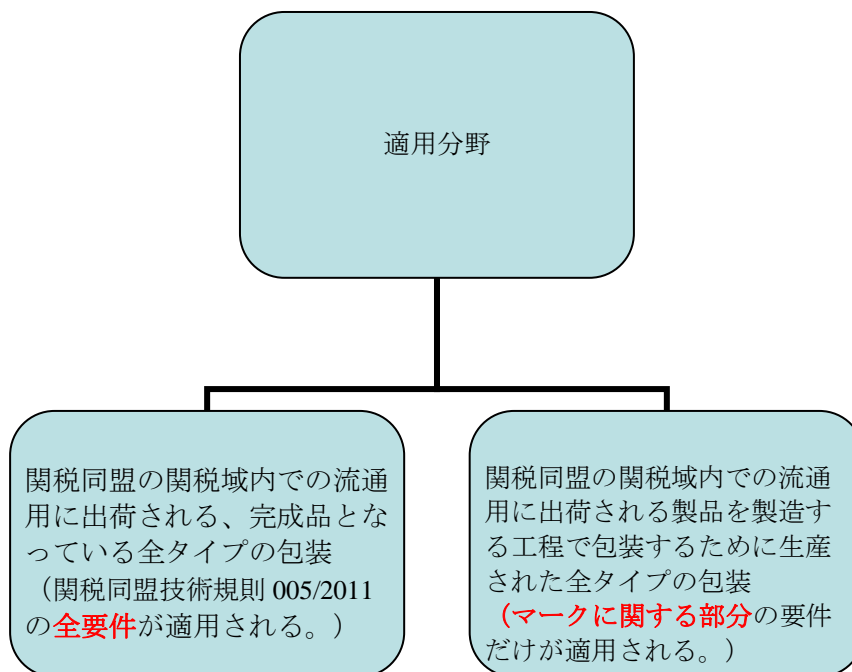 適用分野
関税同盟の関税域内での流通
用に出荷される、完成品とな
っている全タイプの包装
（関税同盟技術規則 005/2011
の全要件が適用される。）
関税同盟の関税域内での流通
用に出荷される製品を製造す
る工程で包装するために生産
された全タイプの包装
（マークに関する部分の要件
だけが適用される。）